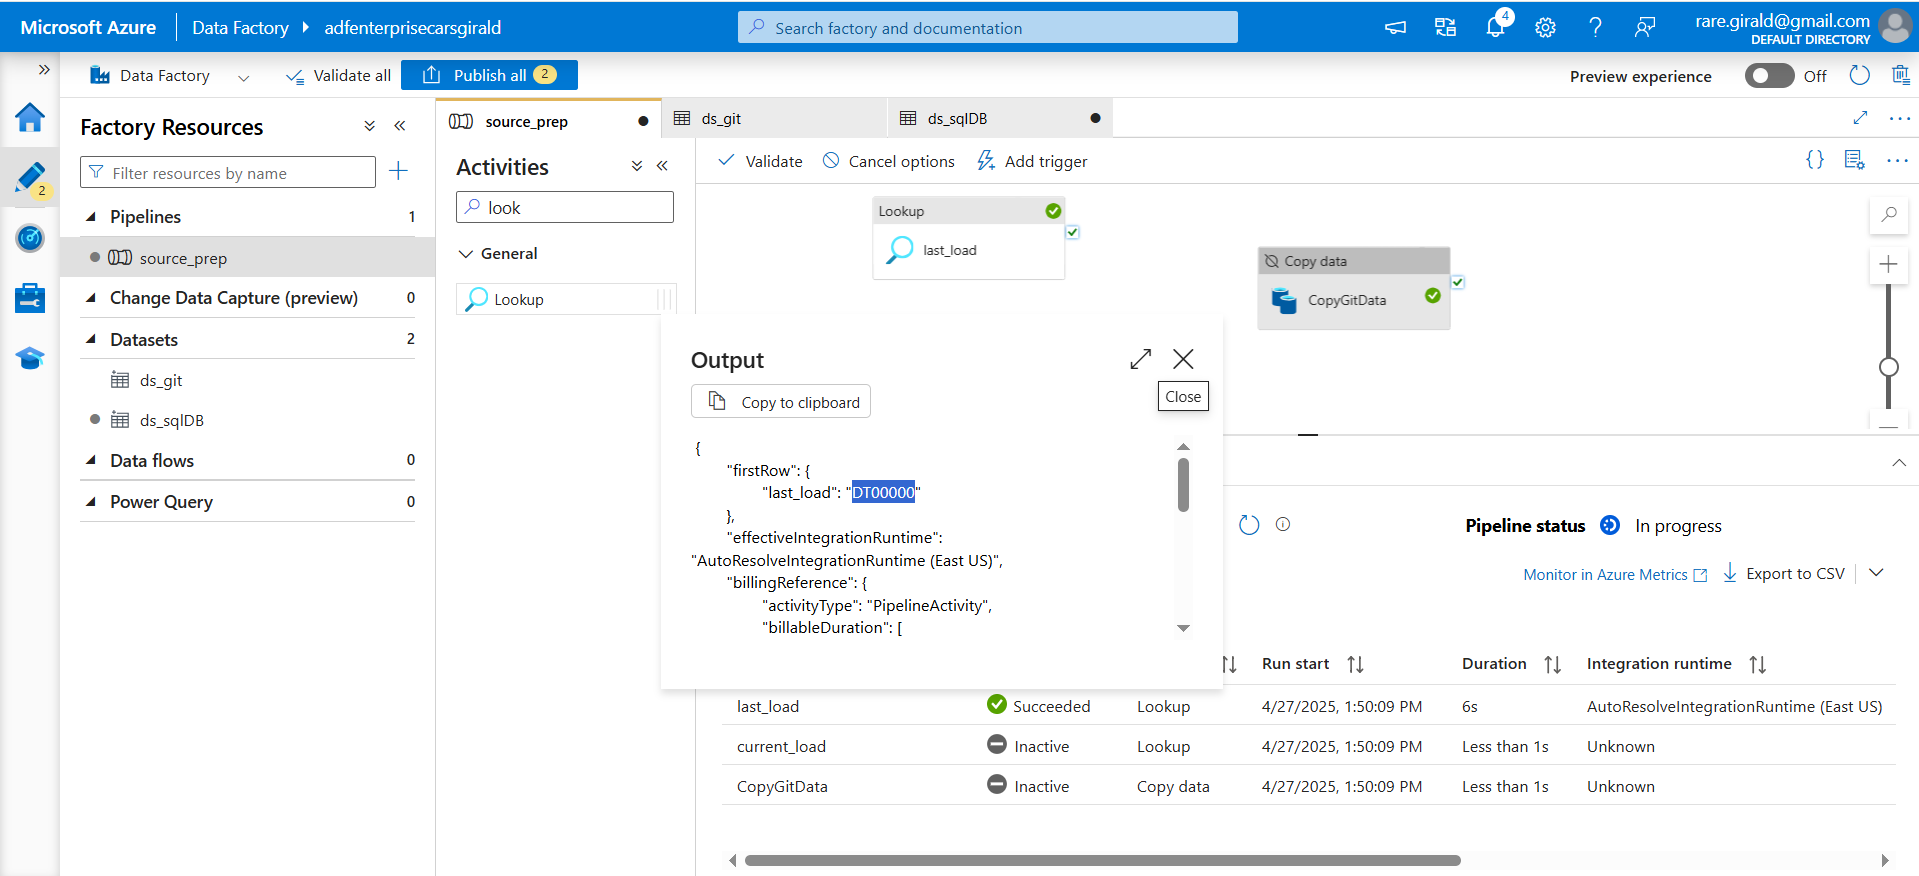 Microsoft Azure
Data Factory
adfenterprisecarsgirald
Search factory and documentation
4
rare.girald@gmail.com
DEFAULT DIRECTORY
Data Factory
Validate all
Publish all 2
Preview experience
Off
2
Factory Resources
Filter resources by name
Pipelines 1
source_prep
Change Data Capture (preview) 0
Datasets 2
ds_git
ds_sqlDB
Data flows 0
Power Query 0
source_prep
ds_git
ds_sqlDB
Activities
look
General
Lookup
Validate
Cancel options
Add trigger
{}
Lookup
last_load
Copy data
CopyGitData
Output
Close
Copy to clipboard
{
"firstRow": {
"last_load": "DT00000"
},
"effectiveIntegrationRuntime":
"AutoResolveIntegrationRuntime (East US)",
"billingReference": {
"activityType": "PipelineActivity",
"billableDuration": [
Pipeline status In progress
Monitor in Azure Metrics
Export to CSV
Run start Duration Integration runtime
last_load Succeeded Lookup 4/27/2025, 1:50:09 PM 6s AutoResolveIntegrationRuntime (East US)
current_load Inactive Lookup 4/27/2025, 1:50:09 PM Less than 1s Unknown
CopyGitData Inactive Copy data 4/27/2025, 1:50:09 PM Less than 1s Unknown